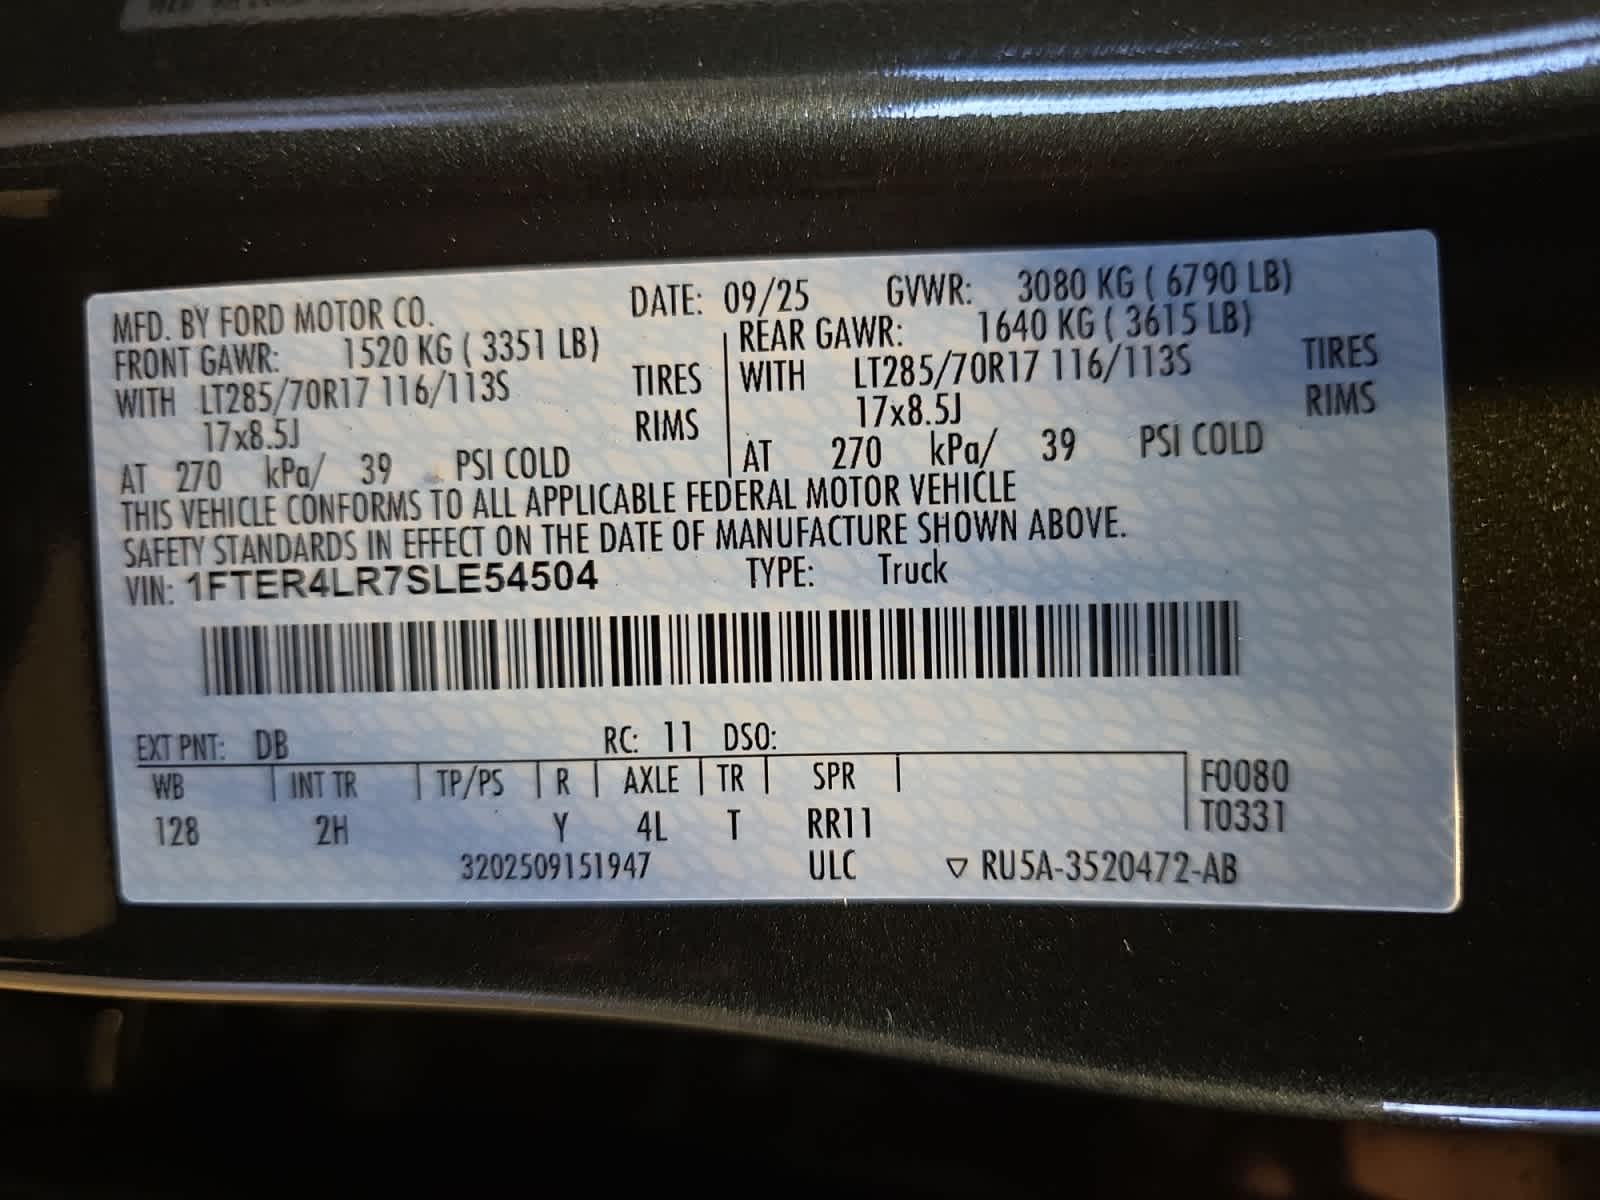 MFD. BY FORD MOTOR CO. DATE: 09/25 GVWR: 3080 KG ( 6790 LB)
FRONT GAWR: 1520 KG ( 3351 LB) REAR GAWR: 1640 KG ( 3615 LB)
WITH LT285/70R17 116/113S TIRES WITH LT285/70R17 116/113S TIRES
17x8.5J RIMS 17x8.5J RIMS
AT 270 kPa/ 39 PSI COLD AT 270 kPa/ 39 PSI COLD
THIS VEHICLE CONFORMS TO ALL APPLICABLE FEDERAL MOTOR VEHICLE
SAFETY STANDARDS IN EFFECT ON THE DATE OF MANUFACTURE SHOWN ABOVE.
VIN: 1FTER4LR7SLE54504 TYPE: Truck
EXT PNT: DB RC: 11 DSO:
WB INT TR TP/PS R AXLE TR SPR F0080
128 2H Y 4L T RR11 T0331
3202509151947 ULC ▽ RU5A-3520472-AB